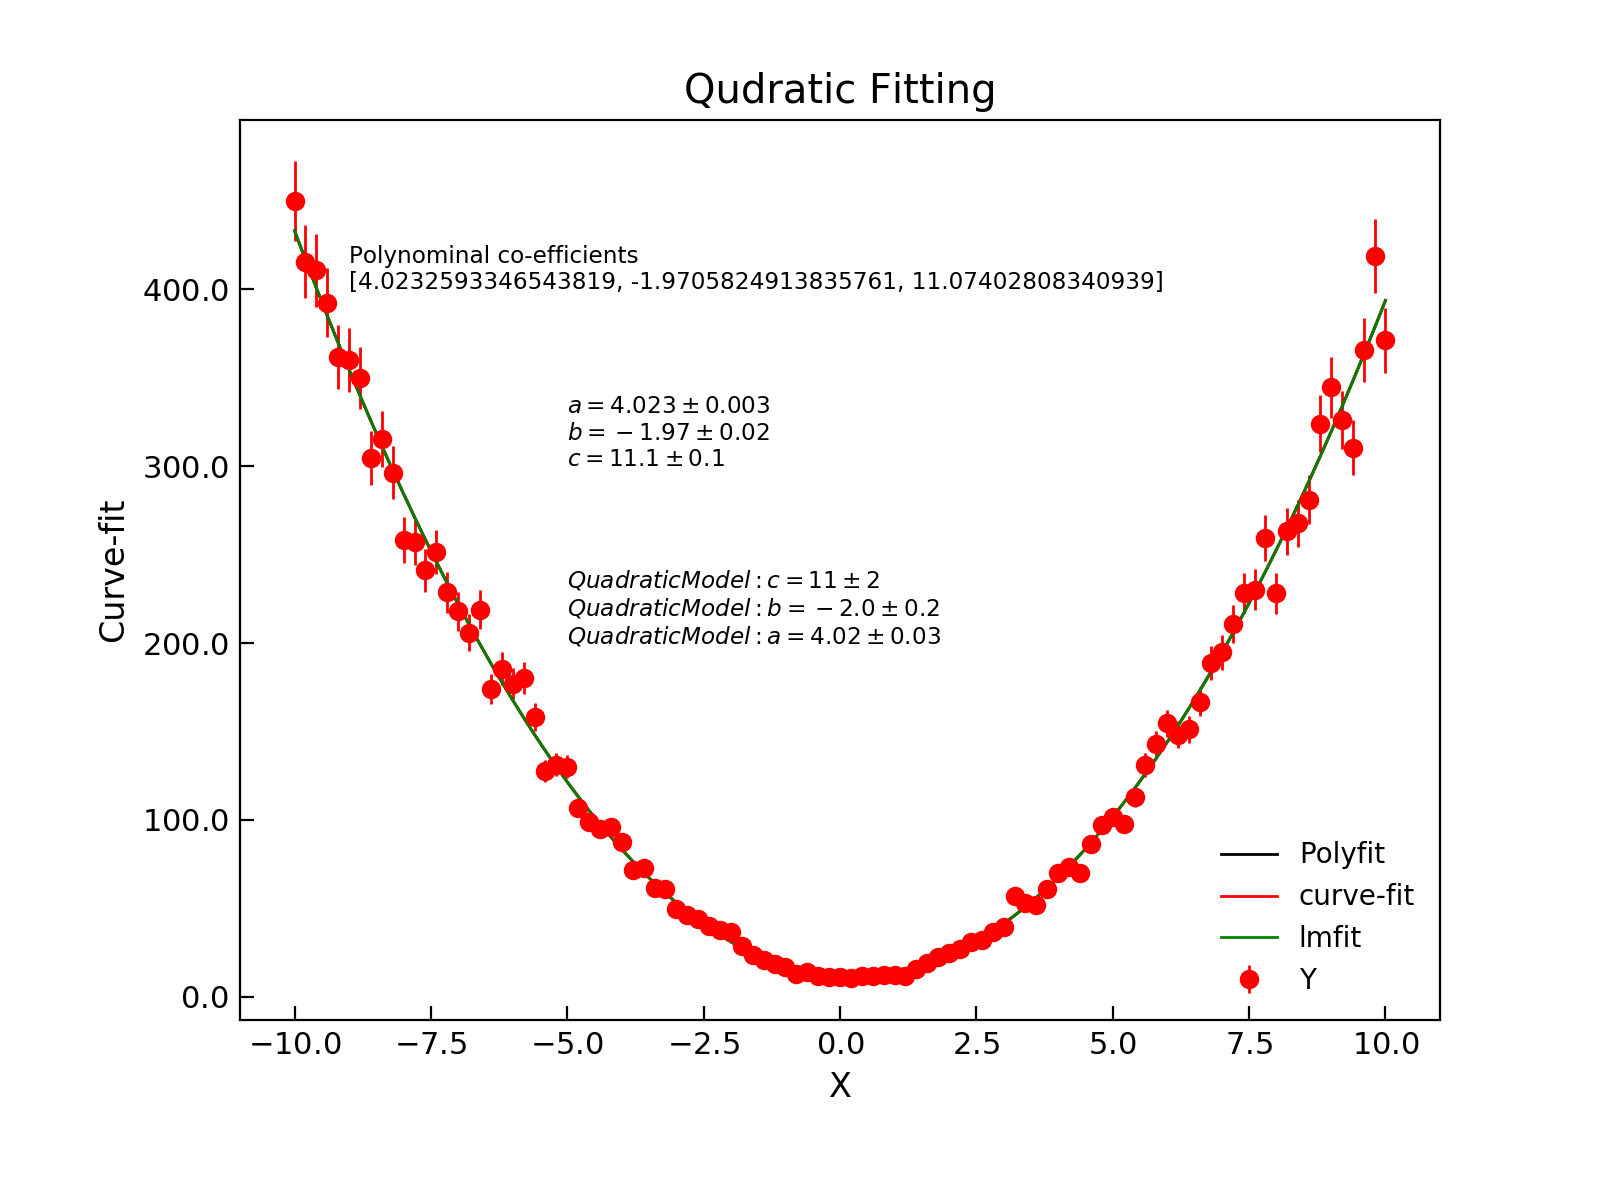 Qudratic Fitting
Polynominal co-efficients
[4.0232593346543819, -1.9705824913835761, 11.07402808340939]
a = 4.023 ± 0.003
b = −1.97 ± 0.02
c = 11.1 ± 0.1
QuadraticModel : c = 11 ± 2
QuadraticModel : b = −2.0 ± 0.2
QuadraticModel : a = 4.02 ± 0.03
Curve-fit
400.0
300.0
200.0
100.0
0.0
Polyfit
curve-fit
lmfit
Y
−10.0 −7.5 −5.0 −2.5 0.0 2.5 5.0 7.5 10.0
X